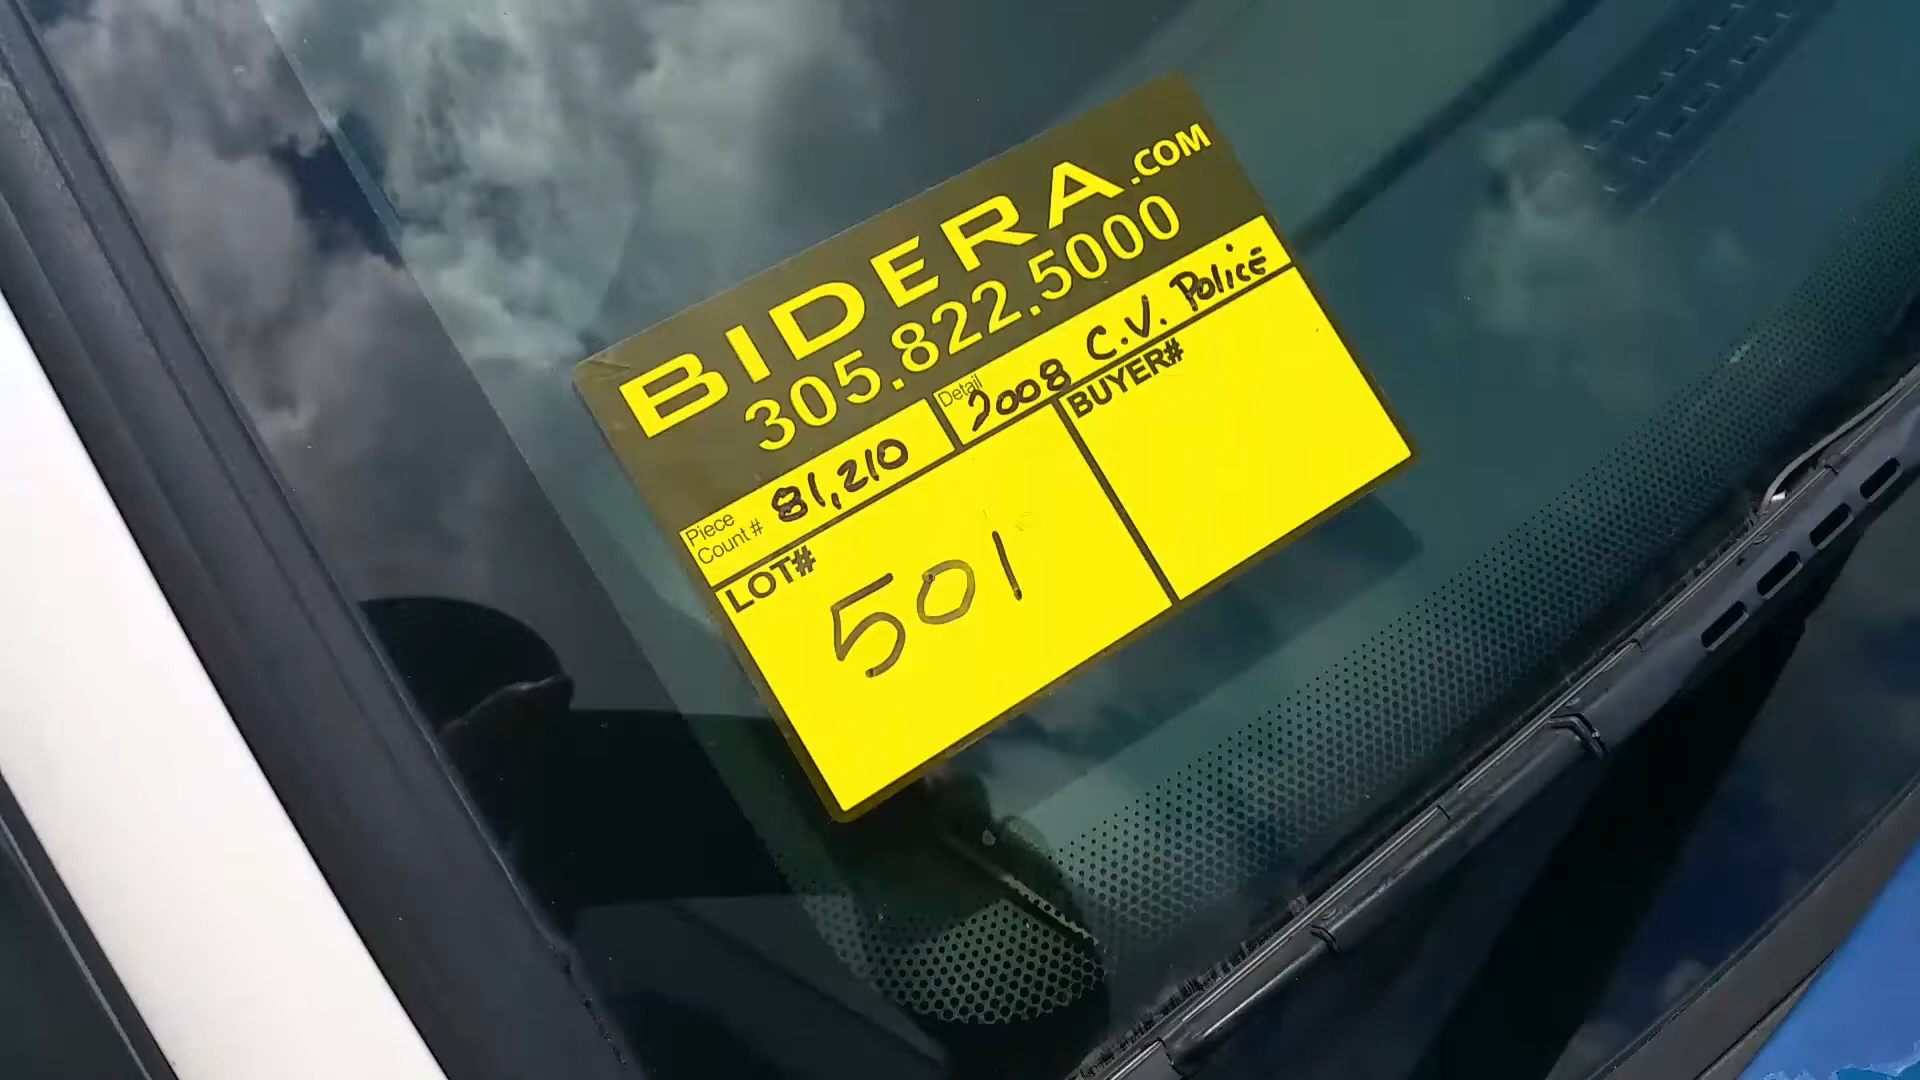 BIDERA.COM
305.822.5000
Piece Count # 81,210 Detail 2008 C.V. Police
LOT# BUYER#
501